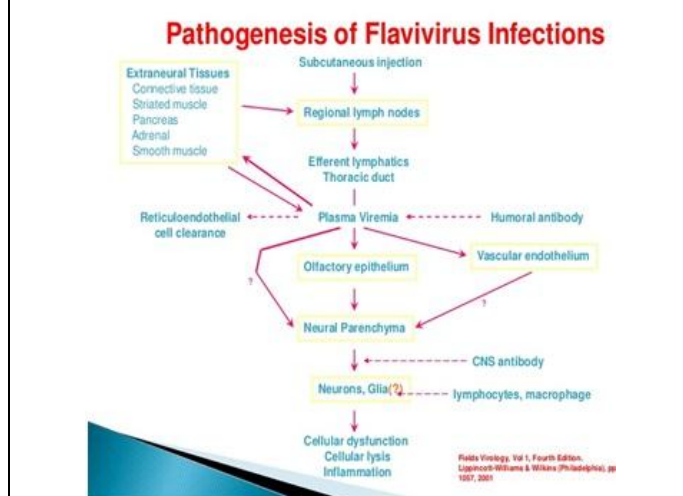 Pathogenesis of Flavivirus Infections
Subcutaneous injection
Extraneural Tissues
Connective tissue
Striated muscle
Pancreas
Adrenal
Smooth muscle
Regional lymph nodes
Efferent lymphatics
Thoracic duct
Reticuloendothelial
cell clearance
Plasma Viremia
Humoral antibody
Olfactory epithelium
Vascular endothelium
?
?
Neural Parenchyma
CNS antibody
Neurons, Glia(?)
lymphocytes, macrophage
Cellular dysfunction
Cellular lysis
Inflammation
Fields Virology, Vol 1, Fourth Edition.
Lippincott-Williams & Wilkins (Philadelphia), pp
1057, 2001